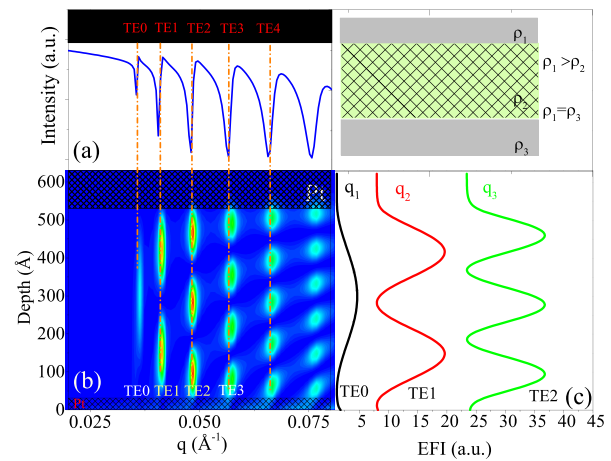 TE0 TE1 TE2 TE3 TE4
Intensity (a.u.)
(a)
ρ1
ρ1 >ρ2
ρ2
ρ1=ρ3
ρ3
600
500
400
300
200
100
0
Depth (Å)
Pt
TE0 TE1 TE2 TE3
(b)
Pt
0.025 0.050 0.075
q (Å-1)
q1 q2 q3
TE0 TE1 TE2
(c)
5 10 15 20 25 30 35 40 45
EFI (a.u.)